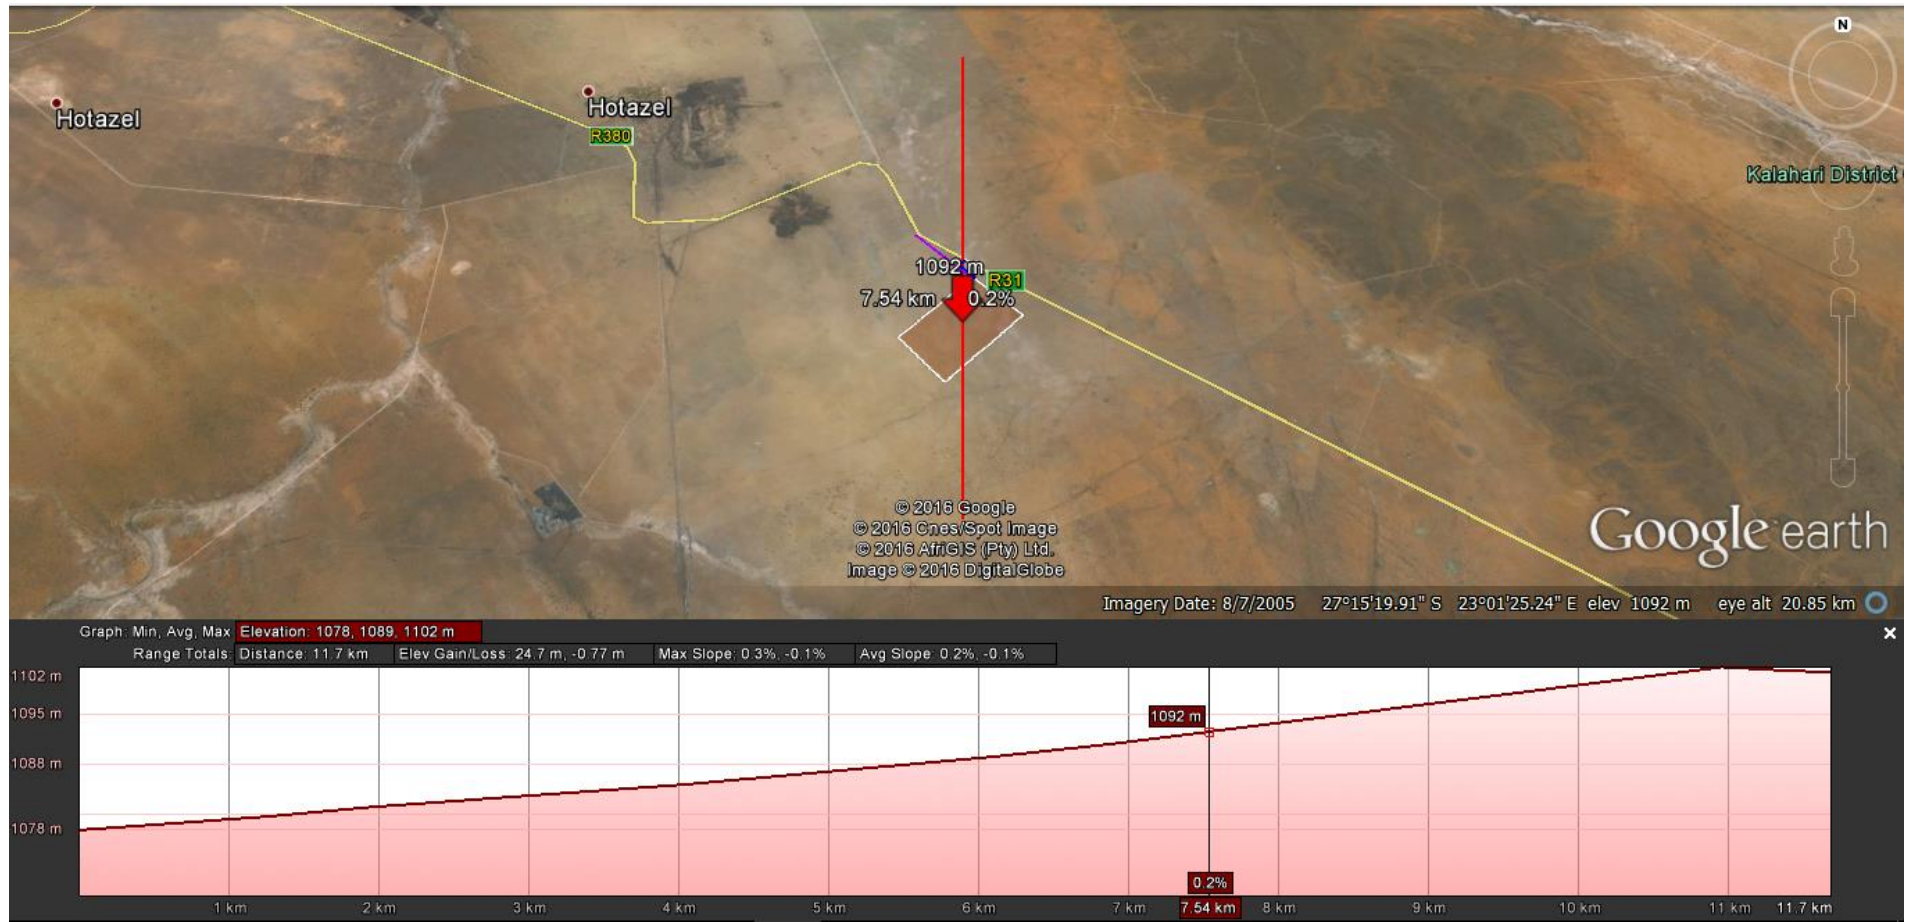 N
Hotazel
Hotazel
R380
Kalahari District
1092 m
R31
7.54 km 0.2%
© 2016 Google
© 2016 Cnes/Spot Image
© 2016 AfriGIS (Pty) Ltd.
Image © 2016 DigitalGlobe
Google earth
Imagery Date: 8/7/2005 27°15'19.91" S 23°01'25.24" E elev 1092 m eye alt 20.85 km
Graph: Min, Avg, Max Elevation: 1078, 1089, 1102 m
Range Totals: Distance: 11.7 km Elev Gain/Loss: 24.7 m, -0.77 m Max Slope: 0.3%, -0.1% Avg Slope: 0.2%, -0.1%
1102 m
1095 m
1092 m
1088 m
1078 m
0.2%
1 km 2 km 3 km 4 km 5 km 6 km 7 km 7.54 km 8 km 9 km 10 km 11 km 11.7 km